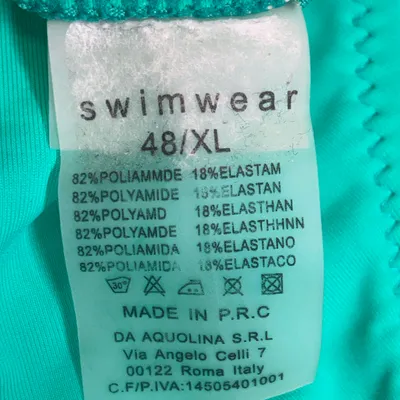 swimwear
48/XL
82%POLIAMMDE 18%ELASTAM
82%POLYAMIDE 18%ELASTAN
82%POLYAMD 18%ELASTHAN
82%POLYAMDE 18%ELASTHHNN
82%POLIAMIDA 18%ELASTANO
82%POLIAMIDA 18%ELASTACO
30°
MADE IN P.R.C
DA AQUOLINA S.R.L
Via Angelo Celli 7
00122 Roma Italy
C.F/P.IVA:14505401001